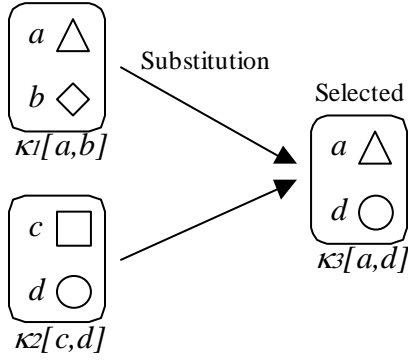 a
b
κ1[a,b]
Substitution
c
d
κ2[c,d]
Selected
a
d
κ3[a,d]